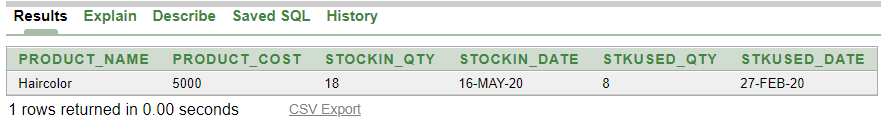 Results Explain Describe Saved SQL History
PRODUCT_NAME PRODUCT_COST STOCKIN_QTY STOCKIN_DATE STKUSED_QTY STKUSED_DATE
Haircolor 5000 18 16-MAY-20 8 27-FEB-20
1 rows returned in 0.00 seconds CSV Export